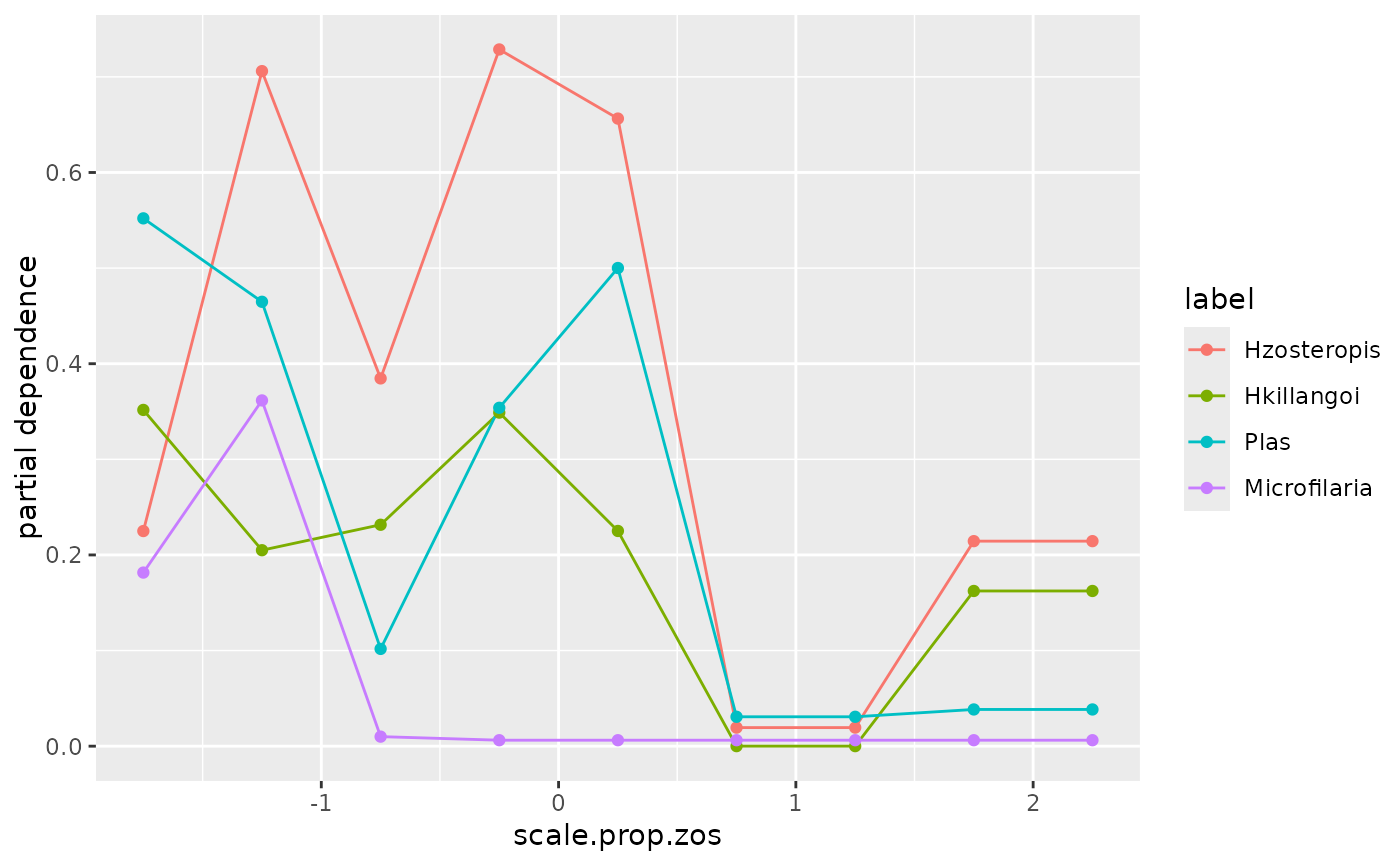 partial dependence
0.6
0.4
0.2
0.0
-1
0
1
2
scale.prop.zos
label
Hzosteropis
Hkillangoi
Plas
Microfilaria